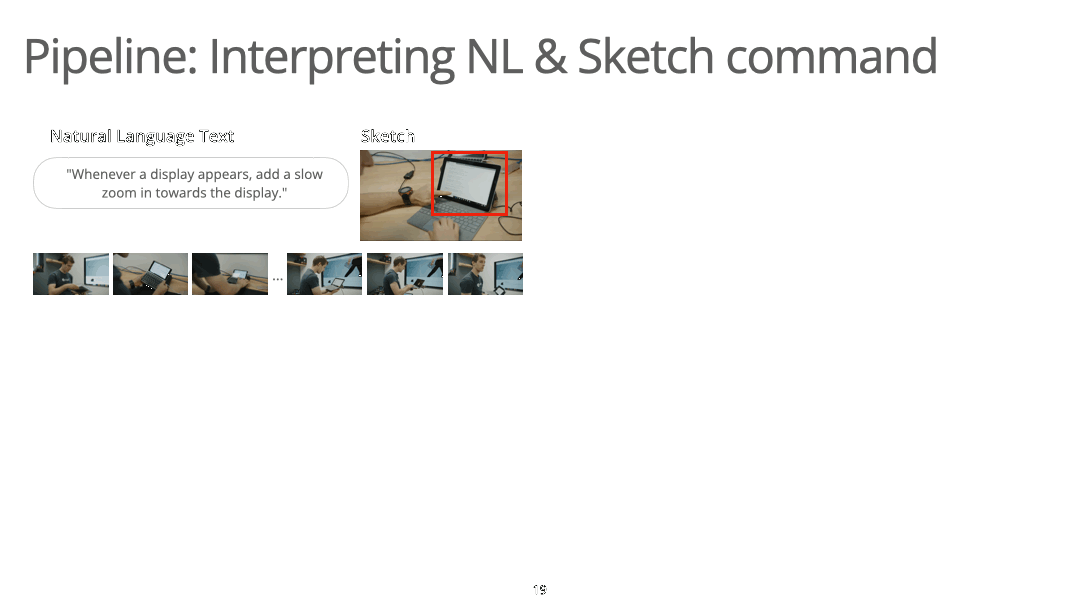 Pipeline: Interpreting NL & Sketch command
Natural Language Text
Sketch
"Whenever a display appears, add a slow
zoom in towards the display."
...
19